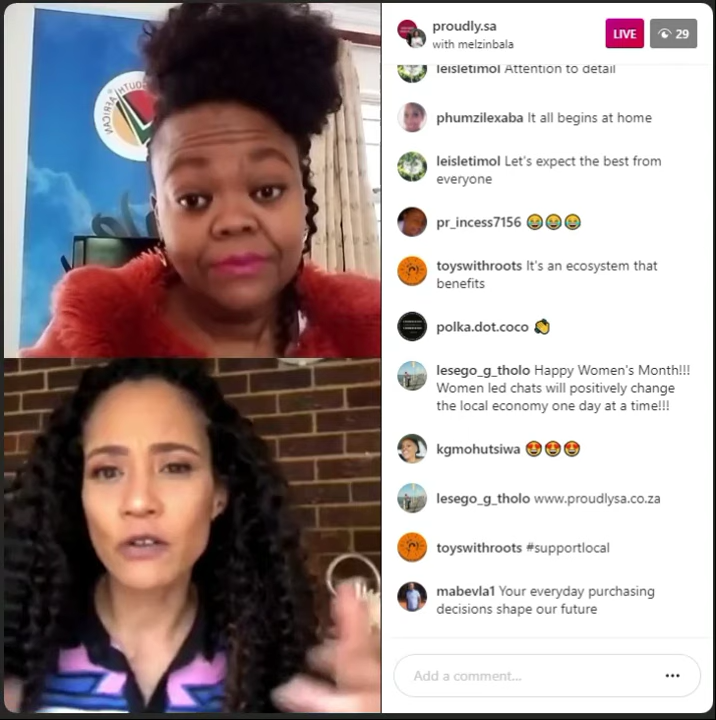 SOUTH AFRICAN
proudly.sa
with melzinbala
LIVE
29
leisletimol Attention to detail
phumzilexaba It all begins at home
leisletimol Let's expect the best from
everyone
pr_incess7156 😂😂😂
toyswithroots It's an ecosystem that
benefits
polka.dot.coco 👏
lesego_g_tholo Happy Women's Month!!!
Women led chats will positively change
the local economy one day at a time!!!
kgmohutsiwa 😍😍😍
lesego_g_tholo www.proudlysa.co.za
toyswithroots #supportlocal
mabevla1 Your everyday purchasing
decisions shape our future
Add a comment...